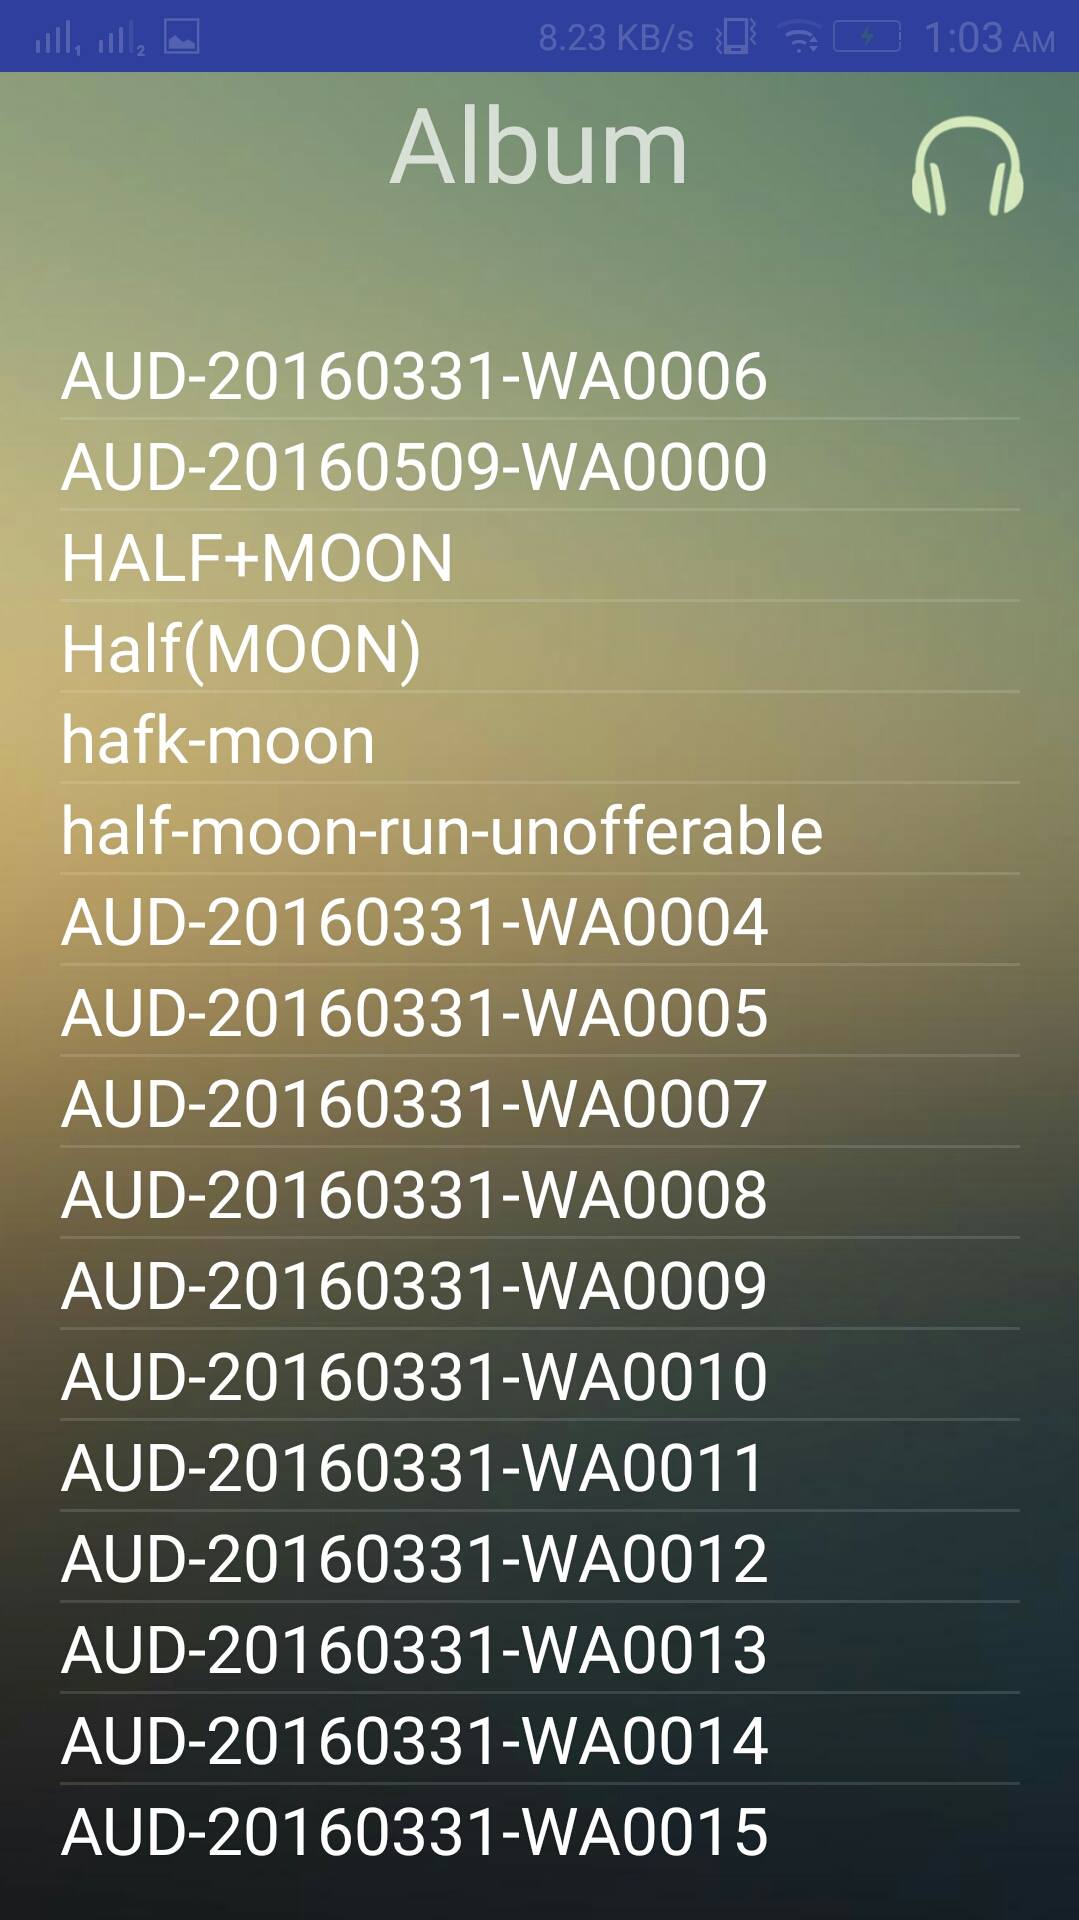 1 2 8.23 KB/s 1:03 AM
Album
AUD-20160331-WA0006
AUD-20160509-WA0000
HALF+MOON
Half(MOON)
hafk-moon
half-moon-run-unofferable
AUD-20160331-WA0004
AUD-20160331-WA0005
AUD-20160331-WA0007
AUD-20160331-WA0008
AUD-20160331-WA0009
AUD-20160331-WA0010
AUD-20160331-WA0011
AUD-20160331-WA0012
AUD-20160331-WA0013
AUD-20160331-WA0014
AUD-20160331-WA0015